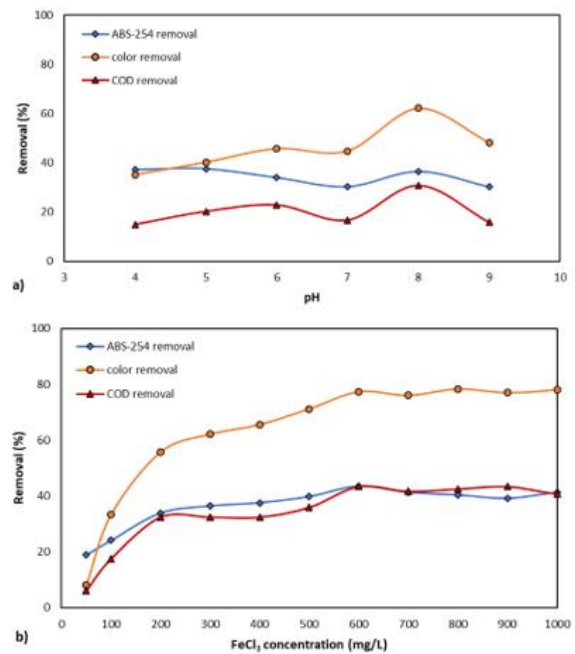 100
80
60
40
20
0
Removal (%)
ABS-254 removal
color removal
COD removal
3 4 5 6 7 8 9 10
pH
a)
100
80
60
40
20
0
Removal (%)
ABS-254 removal
color removal
COD removal
0 100 200 300 400 500 600 700 800 900 1000
FeCl₃ concentration (mg/L)
b)